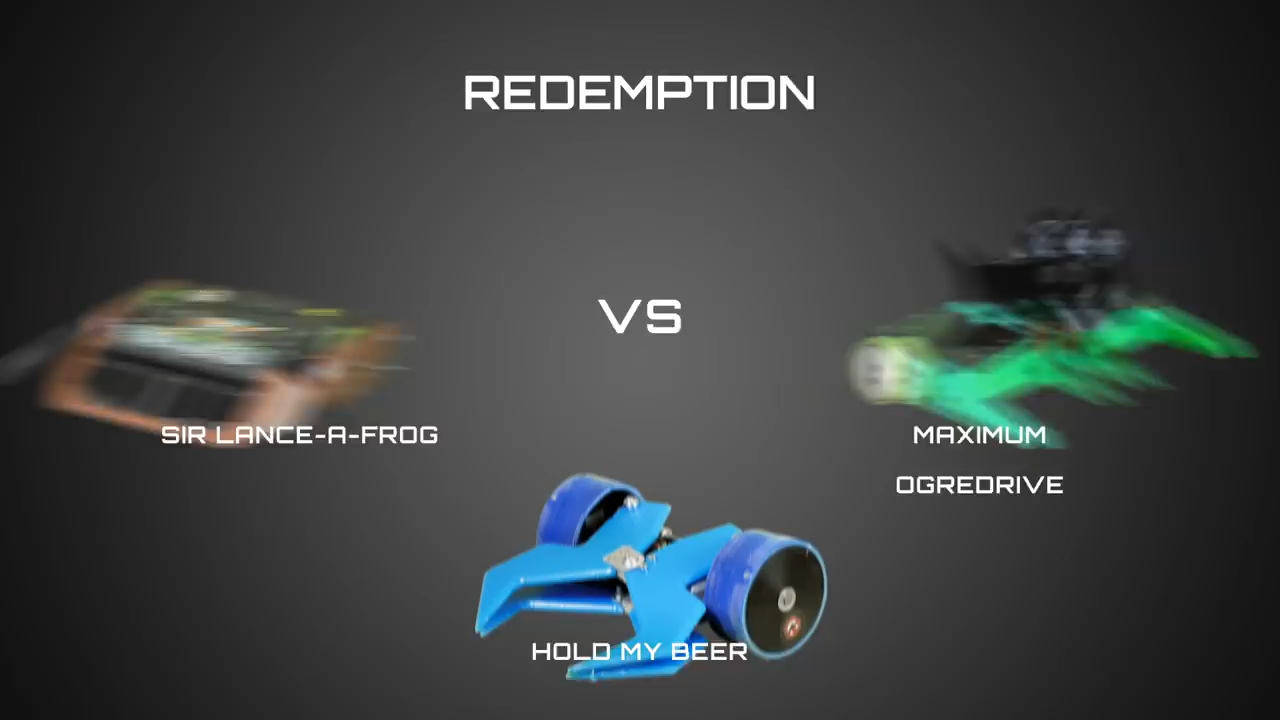 REDEMPTION
VS
SIR LANCE-A-FROG
MAXIMUM
OGREDRIVE
HOLD MY BEER